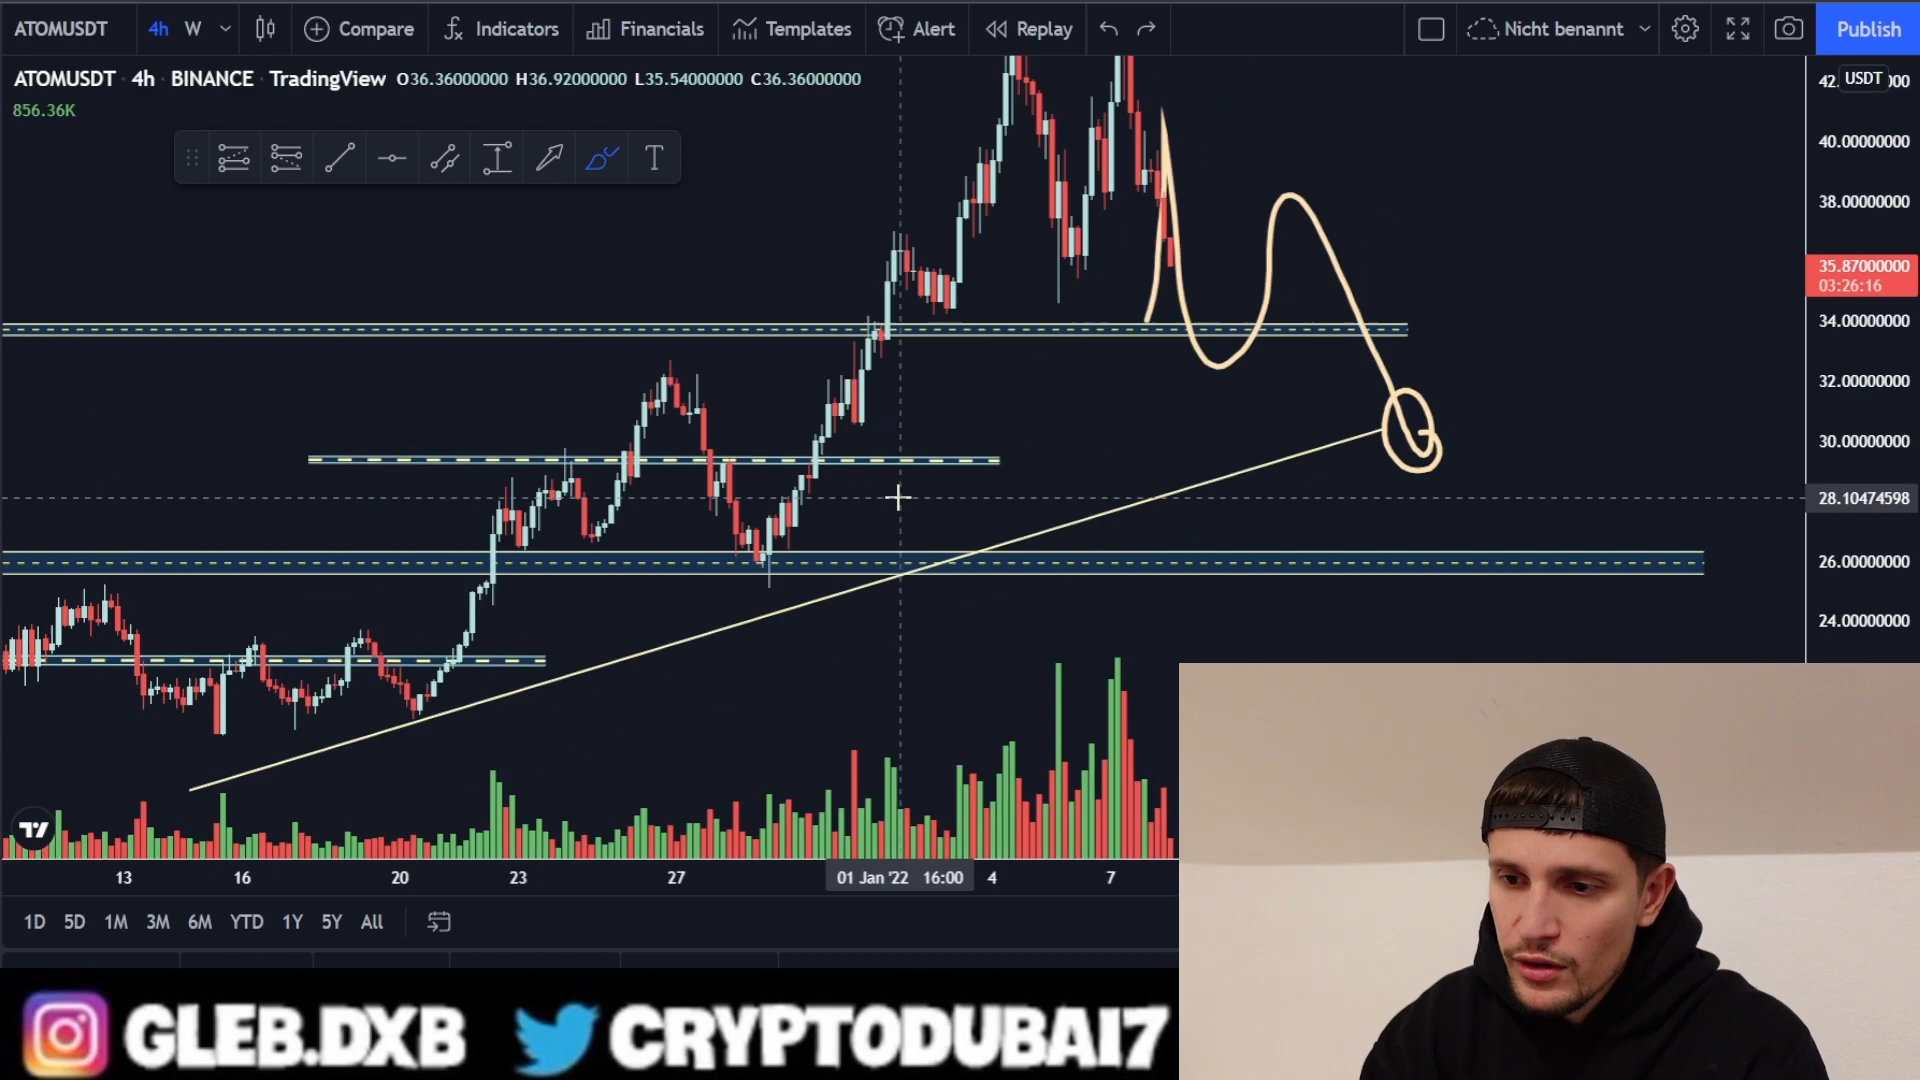 ATOMUSDT 4h W Compare Indicators Financials Templates Alert Replay Nicht benannt Publish
ATOMUSDT · 4h · BINANCE · TradingView O36.36000000 H36.92000000 L35.54000000 C36.36000000
856.36K
USDT
40.00000000
38.00000000
35.87000000
03:26:16
34.00000000
32.00000000
30.00000000
28.10474598
26.00000000
24.00000000
13 16 20 23 27 01 Jan '22 16:00 4 7
1D 5D 1M 3M 6M YTD 1Y 5Y All
GLEB.DXB CRYPTODUBAI7